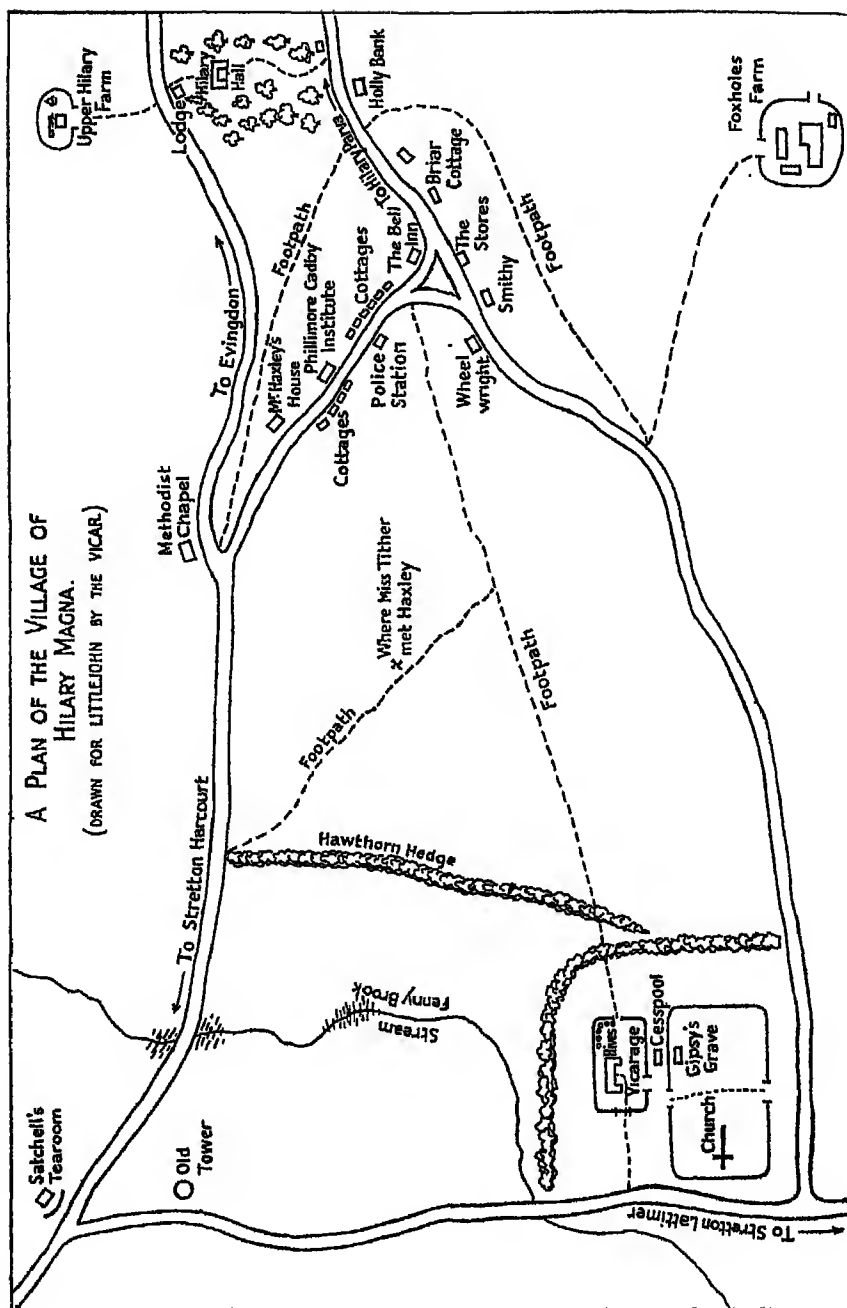 A PLAN OF THE VILLAGE OF
HILARY MAGNA.
(DRAWN FOR LITTLEJOHN BY THE VICAR)
Satchell's
Tearoom
Old
Tower
← To Stretton Harcourt
Methodist
Chapel
To Evingdon →
Upper Hilary
Farm
Lodge
Hilary
Hall
Footpath
To Hilary Parva
Holly Bank
Mr. Haxley's
House
Phillimore Cadby
Institute
Cottages
The Bell
Inn
Cottages
Police
Station
Briar
Cottage
The
Stores
Smithy
Wheel
wright
Footpath
Foxholes
Farm
Footpath
Where Miss Tither
x met Haxley
Footpath
Hawthorn Hedge
Fenny Brook
Stream
Hives
Vicarage
Cesspool
Gipsy's
Grave
Church
To Stretton Lattimer →